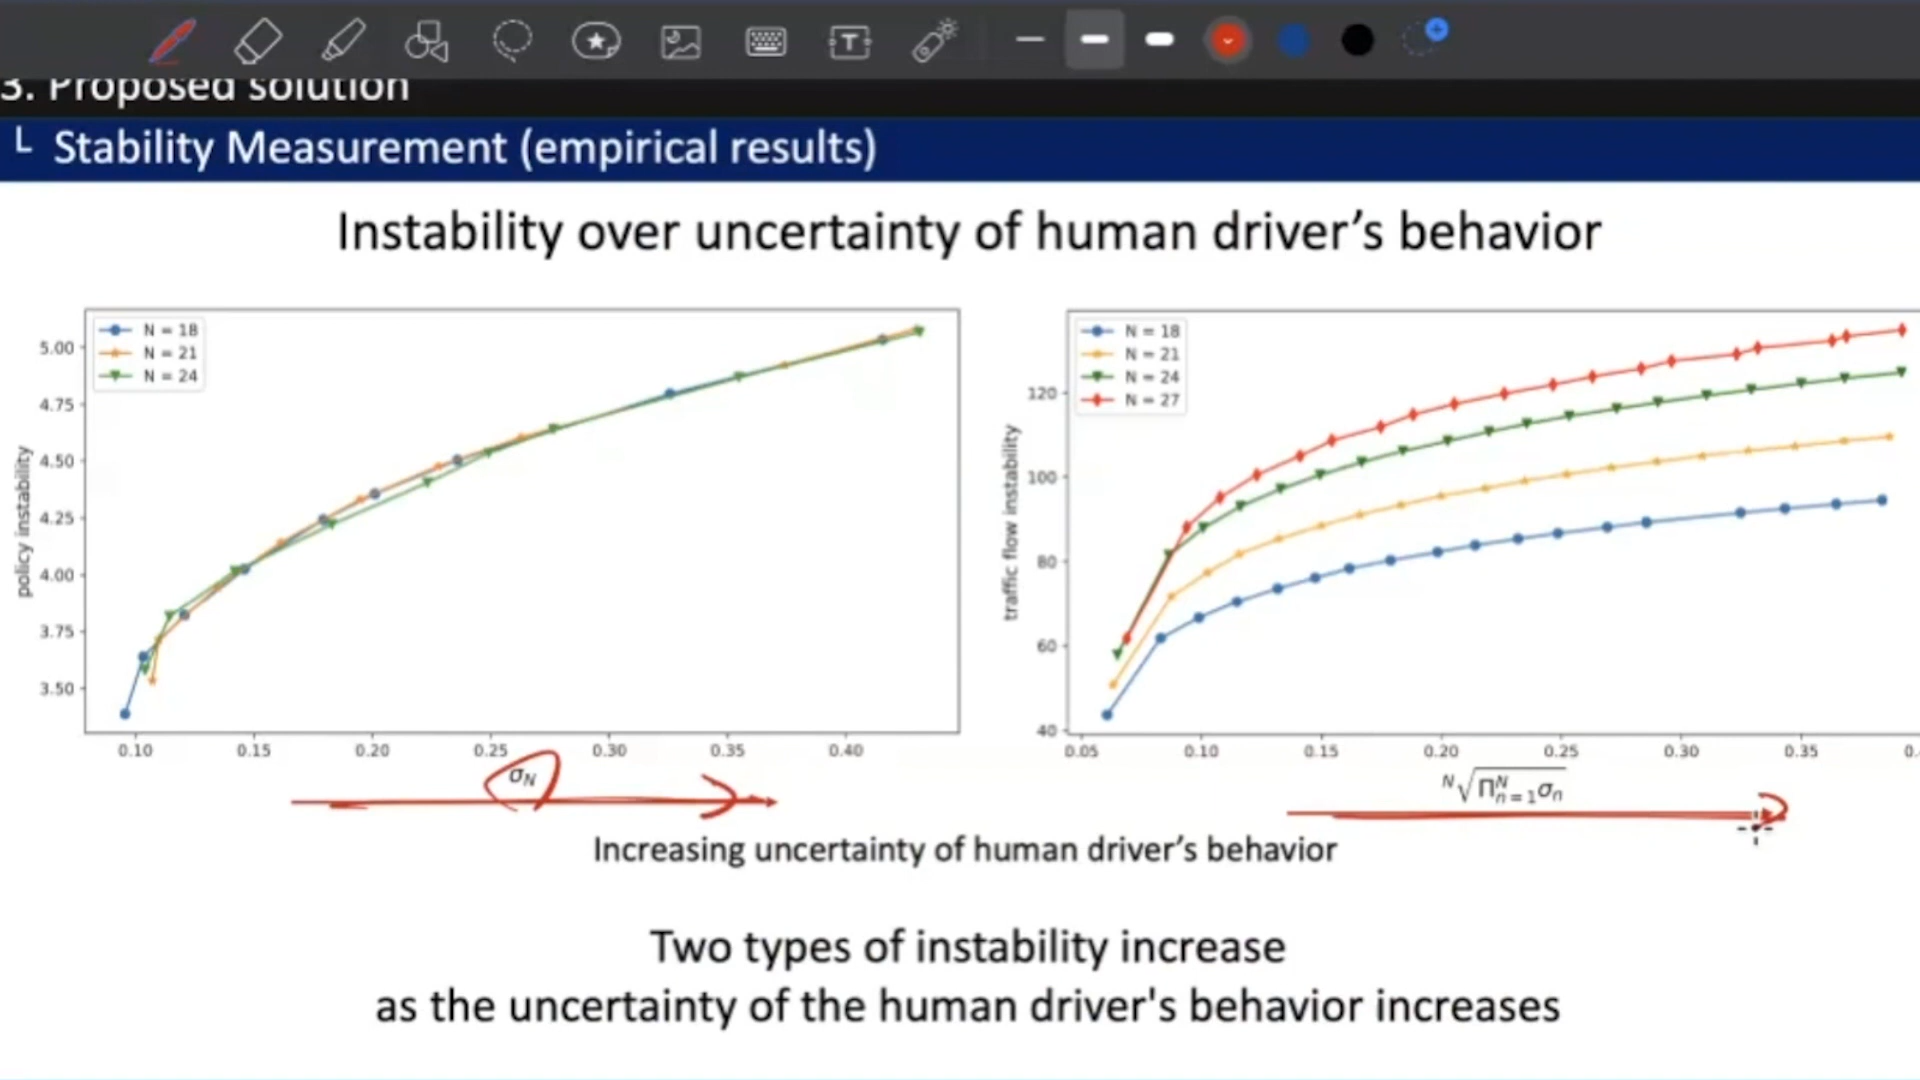 3. Proposed solution
└ Stability Measurement (empirical results)
Instability over uncertainty of human driver's behavior
N = 18
N = 21
N = 24
policy instability
5.00
4.75
4.50
4.25
4.00
3.75
3.50
0.10 0.15 0.20 0.25 0.30 0.35 0.40
σ_N
N = 18
N = 21
N = 24
N = 27
traffic flow instability
120
100
80
60
40
0.05 0.10 0.15 0.20 0.25 0.30 0.35
ᴺ√Π_{n=1}^{N} σ_n
Increasing uncertainty of human driver's behavior
Two types of instability increase
as the uncertainty of the human driver's behavior increases